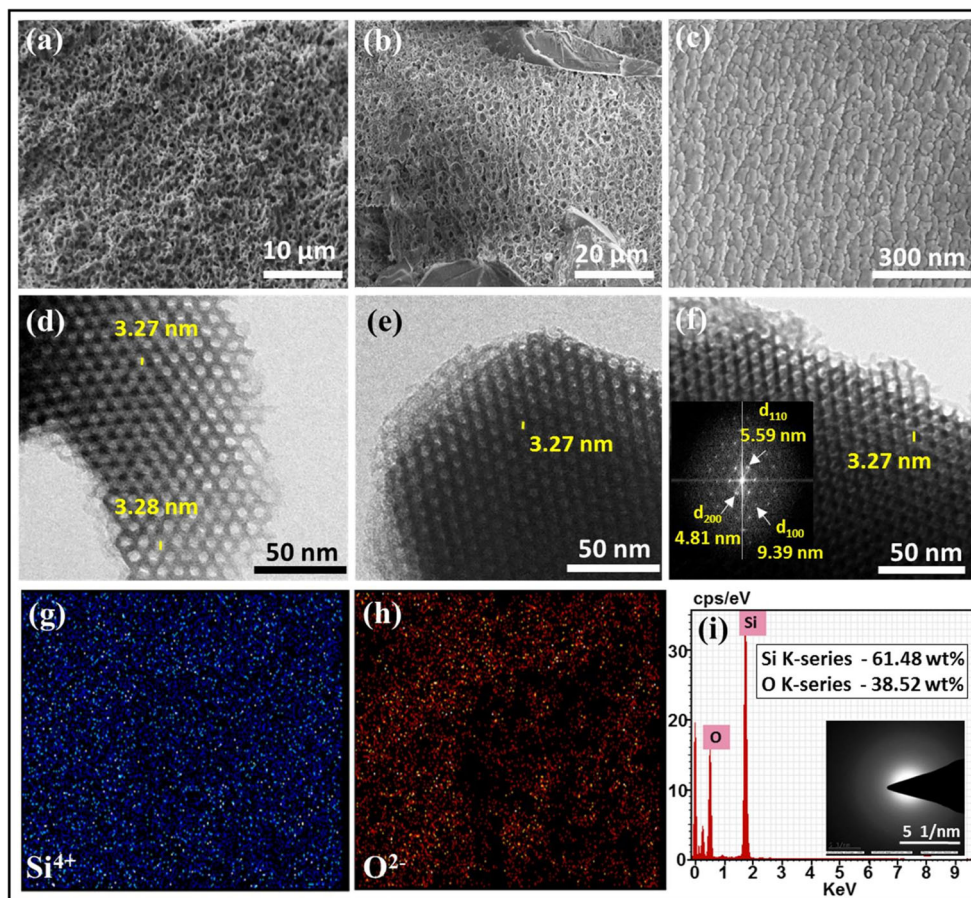 (a)
10 µm
(b)
20 µm
(c)
300 nm
(d)
3.27 nm
3.28 nm
50 nm
(e)
3.27 nm
50 nm
(f)
d₁₁₀
5.59 nm
3.27 nm
d₂₀₀
4.81 nm
d₁₀₀
9.39 nm
50 nm
(g)
Si⁴⁺
(h)
O²⁻
cps/eV
(i)
Si
Si K-series - 61.48 wt%
O K-series - 38.52 wt%
O
30
20
10
0
5 1/nm
0 1 2 3 4 5 6 7 8 9
KeV